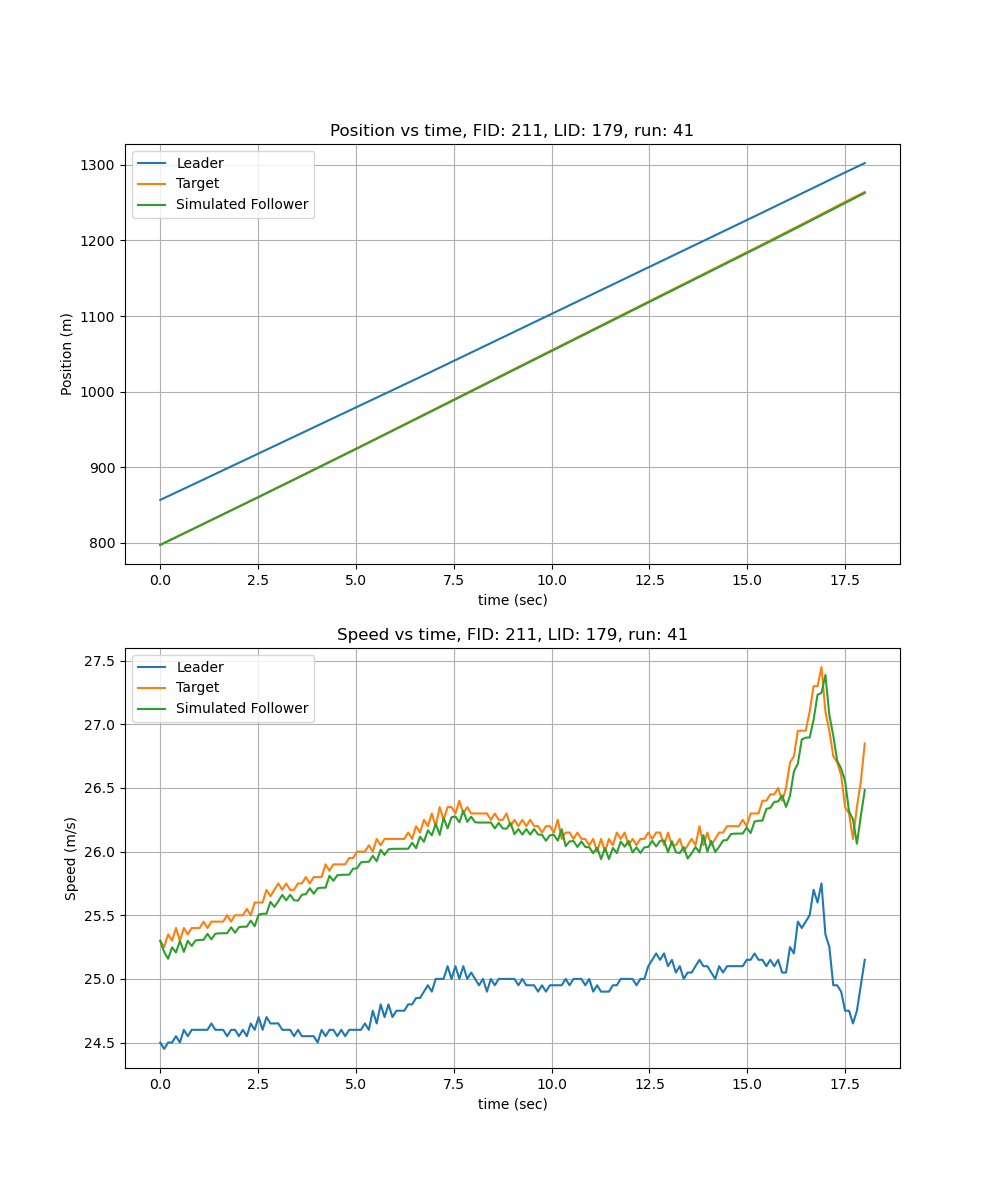 Position vs time, FID: 211, LID: 179, run: 41
Leader
Target
Simulated Follower
1300
1200
1100
1000
900
800
Position (m)
0.0 2.5 5.0 7.5 10.0 12.5 15.0 17.5
time (sec)
Speed vs time, FID: 211, LID: 179, run: 41
Leader
Target
Simulated Follower
27.5
27.0
26.5
26.0
25.5
25.0
24.5
Speed (m/s)
0.0 2.5 5.0 7.5 10.0 12.5 15.0 17.5
time (sec)